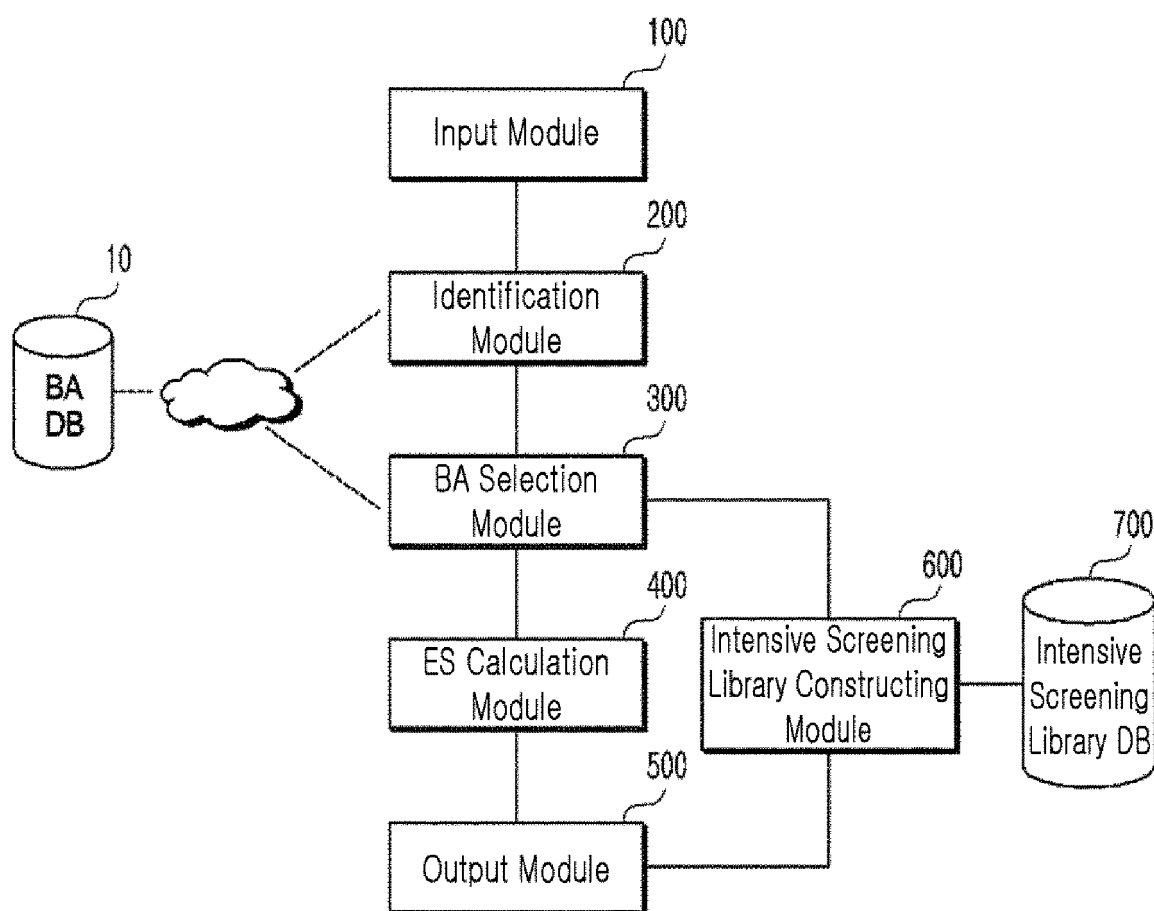 100
Input Module
200
Identification
Module
10
BA
DB
300
BA Selection
Module
400
ES Calculation
Module
600
Intensive Screening
Library Constructing
Module
700
Intensive
Screening
Library DB
500
Output Module